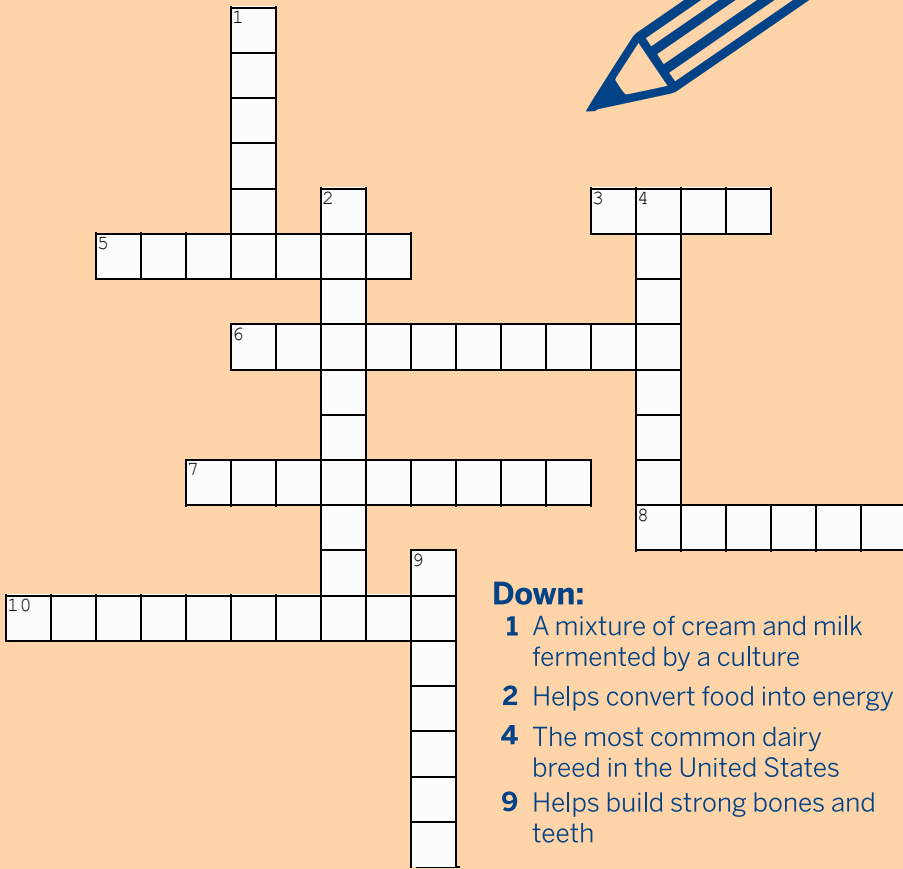 1
2
3 4
5
6
7
8
9
10
Down:
1 A mixture of cream and milk
fermented by a culture
2 Helps convert food into energy
4 The most common dairy
breed in the United States
9 Helps build strong bones and
teeth